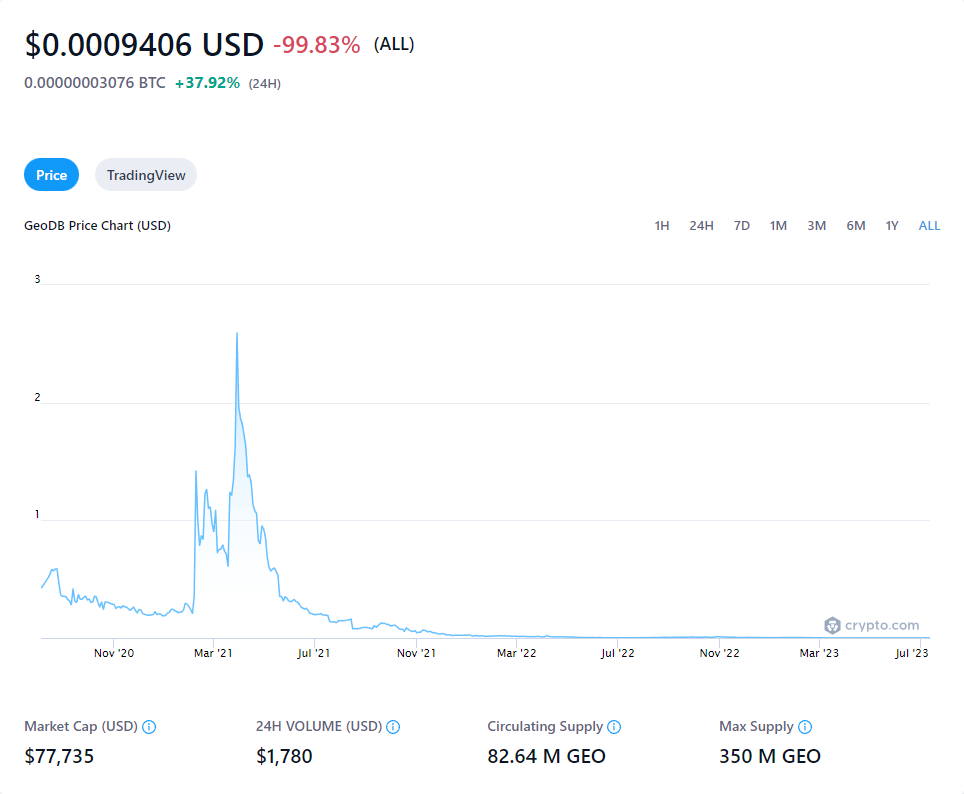 $0.0009406 USD -99.83% (ALL)
0.00000003076 BTC +37.92% (24H)
Price TradingView
GeoDB Price Chart (USD) 1H 24H 7D 1M 3M 6M 1Y ALL
3
2
1
crypto.com
Nov '20 Mar '21 Jul '21 Nov '21 Mar '22 Jul '22 Nov '22 Mar '23 Jul '23
Market Cap (USD) 24H VOLUME (USD) Circulating Supply Max Supply
$77,735 $1,780 82.64 M GEO 350 M GEO